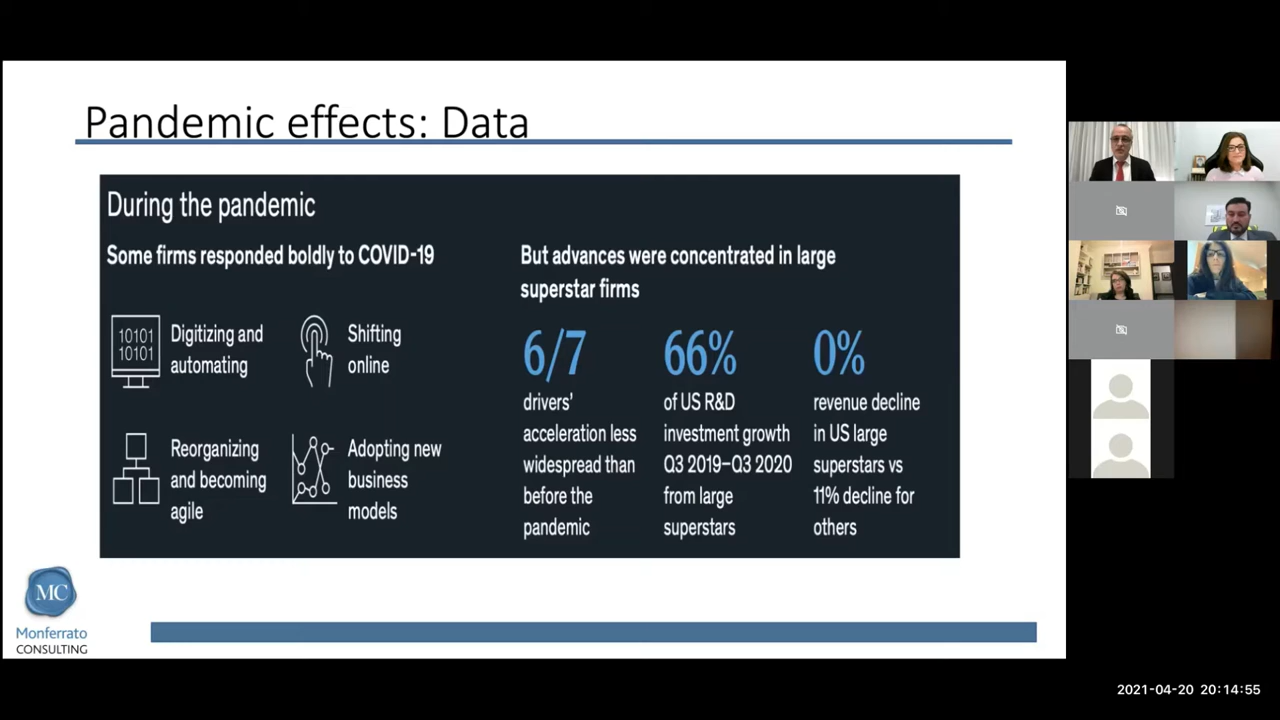 Pandemic effects: Data
During the pandemic
Some firms responded boldly to COVID-19
10101
10101
Digitizing and
automating
Shifting
online
Reorganizing
and becoming
agile
Adopting new
business
models
But advances were concentrated in large
superstar firms
6/7
drivers’
acceleration less
widespread than
before the
pandemic
66%
of US R&D
investment growth
Q3 2019–Q3 2020
from large
superstars
0%
revenue decline
in US large
superstars vs
11% decline for
others
MC
Monferrato
CONSULTING
2021-04-20 20:14:55